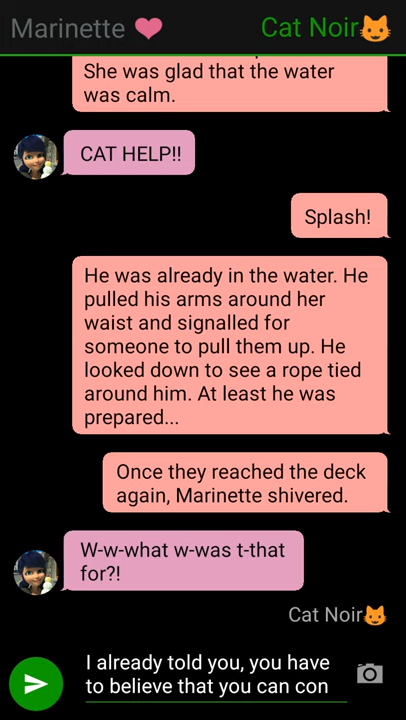 Marinette ❤ Cat Noir🐱
She was glad that the water
was calm.
CAT HELP!!
Splash!
He was already in the water. He
pulled his arms around her
waist and signalled for
someone to pull them up. He
looked down to see a rope tied
around him. At least he was
prepared...
Once they reached the deck
again, Marinette shivered.
W-w-what w-was t-that
for?!
Cat Noir🐱
I already told you, you have
to believe that you can con